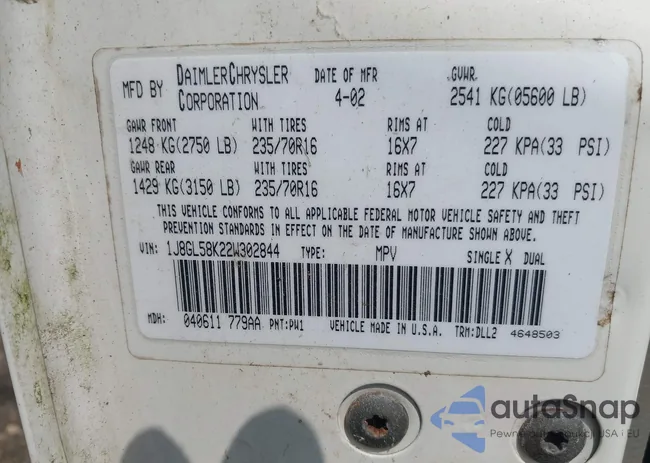 MFD BY DAIMLERCHRYSLER CORPORATION DATE OF MFR 4-02 GVWR 2541 KG(05600 LB)
GAWR FRONT WITH TIRES RIMS AT COLD
1248 KG(2750 LB) 235/70R16 16X7 227 KPA(33 PSI)
GAWR REAR WITH TIRES RIMS AT COLD
1429 KG(3150 LB) 235/70R16 16X7 227 KPA(33 PSI)
THIS VEHICLE CONFORMS TO ALL APPLICABLE FEDERAL MOTOR VEHICLE SAFETY AND THEFT
PREVENTION STANDARDS IN EFFECT ON THE DATE OF MANUFACTURE SHOWN ABOVE.
VIN: 1J8GL58K22W302844 TYPE: MPV SINGLE X DUAL
MDH: 040611 779AA PNT:PW1 VEHICLE MADE IN U.S.A. TRM:DLL2 4648503
autoSnap
USA | EU